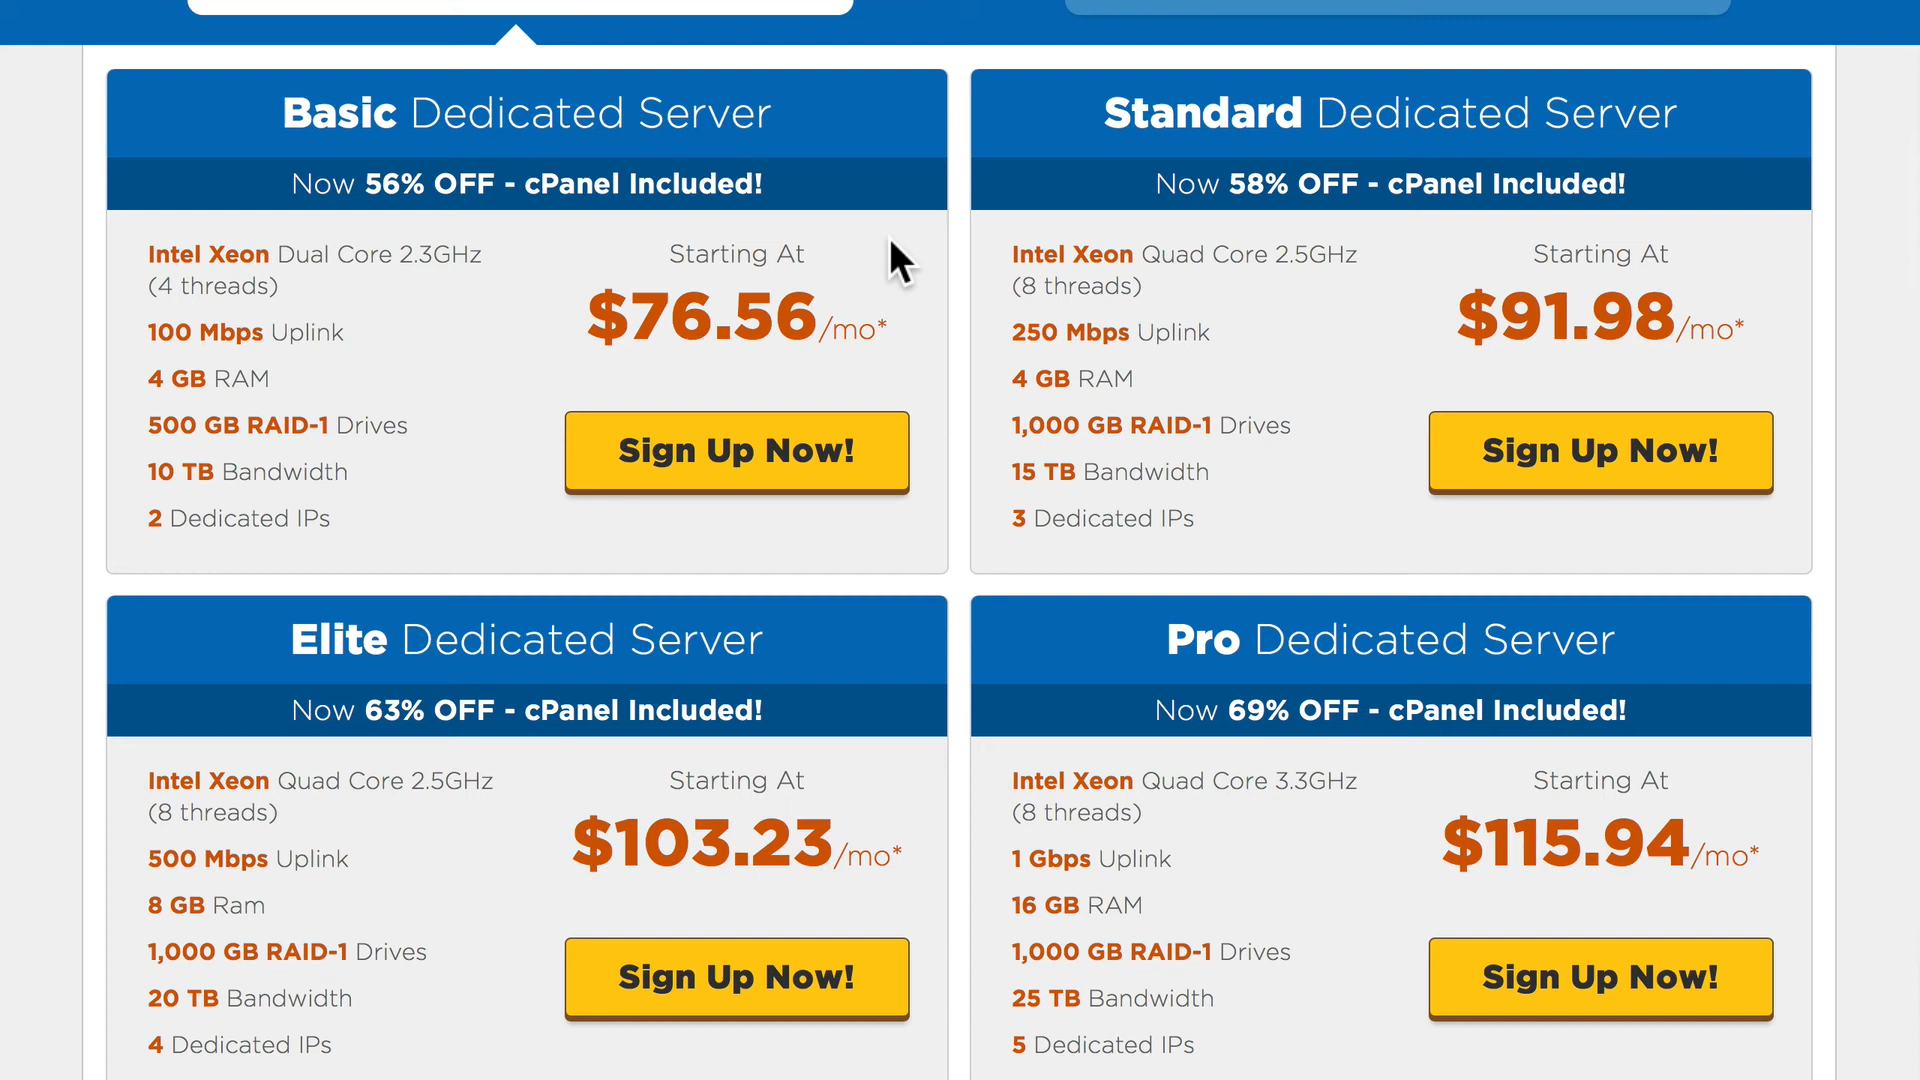 Basic Dedicated Server
Now 56% OFF - cPanel Included!
Intel Xeon Dual Core 2.3GHz
(4 threads)
100 Mbps Uplink
4 GB RAM
500 GB RAID-1 Drives
10 TB Bandwidth
2 Dedicated IPs
Starting At
$76.56/mo*
Sign Up Now!
Standard Dedicated Server
Now 58% OFF - cPanel Included!
Intel Xeon Quad Core 2.5GHz
(8 threads)
250 Mbps Uplink
4 GB RAM
1,000 GB RAID-1 Drives
15 TB Bandwidth
3 Dedicated IPs
Starting At
$91.98/mo*
Sign Up Now!
Elite Dedicated Server
Now 63% OFF - cPanel Included!
Intel Xeon Quad Core 2.5GHz
(8 threads)
500 Mbps Uplink
8 GB Ram
1,000 GB RAID-1 Drives
20 TB Bandwidth
4 Dedicated IPs
Starting At
$103.23/mo*
Sign Up Now!
Pro Dedicated Server
Now 69% OFF - cPanel Included!
Intel Xeon Quad Core 3.3GHz
(8 threads)
1 Gbps Uplink
16 GB RAM
1,000 GB RAID-1 Drives
25 TB Bandwidth
5 Dedicated IPs
Starting At
$115.94/mo*
Sign Up Now!